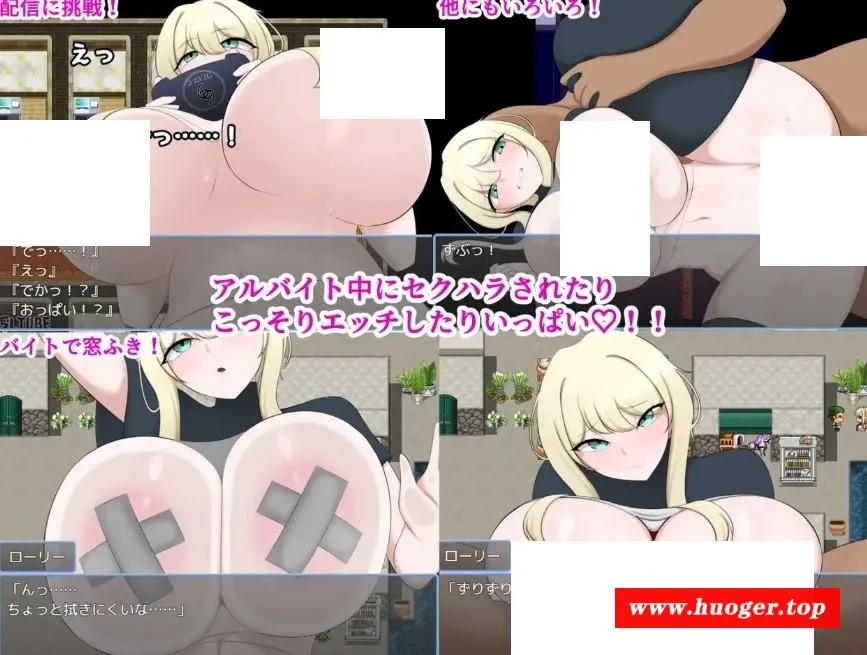 配信に挑戦！
えっ
っ……！
『でっ……！』
『えっ』
『でかっ！？』
『おっぱい！？』
他にもいろいろ！
ずぶっ！
アルバイト中にセクハラされたり
こっそりエッチしたりいっぱい♡！！
バイトで窓ふき！
ローリー
「んっ……
ちょっと拭きにくいな……」
ローリー
「ずりずり
www.huoger.top